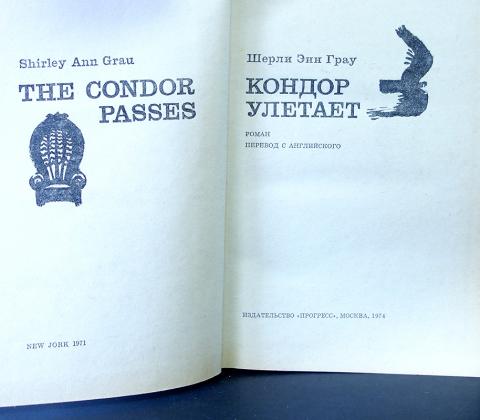 Shirley Ann Grau
THE CONDOR
PASSES
NEW JORK 1971
Шерли Энн Грау
КОНДОР
УЛЕТАЕТ
РОМАН
ПЕРЕВОД С АНГЛИЙСКОГО
ИЗДАТЕЛЬСТВО «ПРОГРЕСС», МОСКВА, 1974